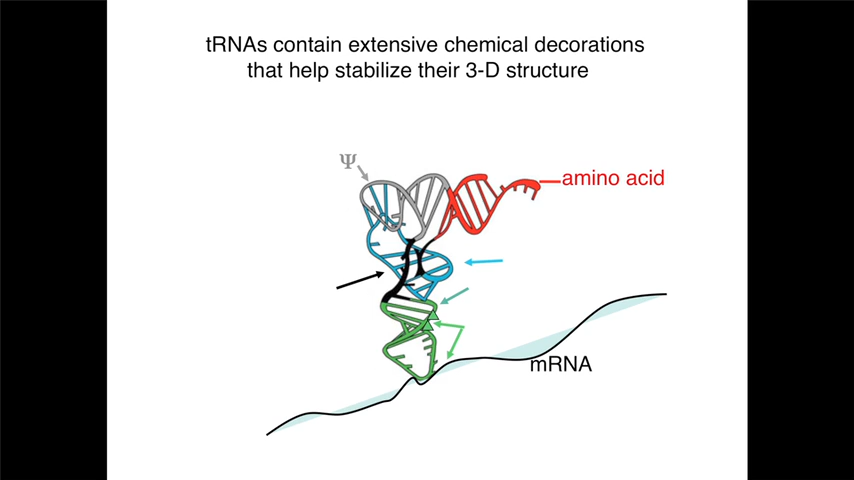 tRNAs contain extensive chemical decorations
that help stabilize their 3-D structure
Ψ
amino acid
mRNA